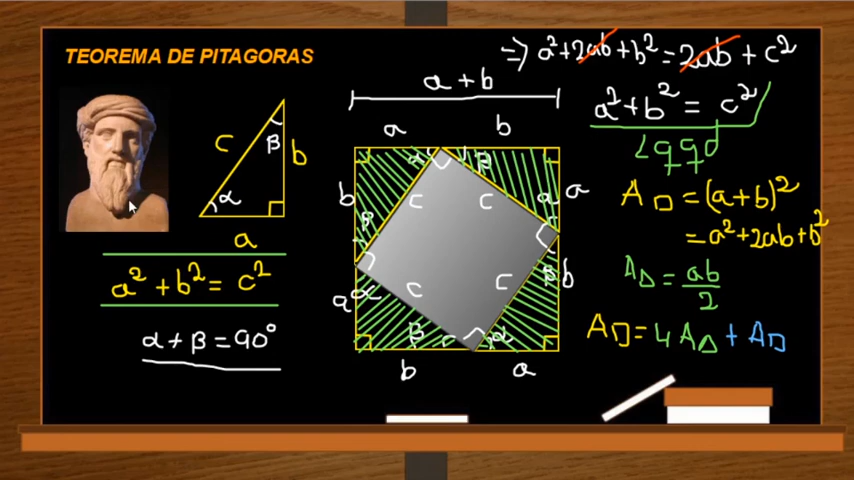 TEOREMA DE PITAGORAS
⇒ a²+2ab+b²=2ab+c²
a²+b² = c²
Lqqd
a+b
a b
c β b
α
a
a²+b²=c²
α+β=90°
α β
b c c α a
β
a α c c β b
β α
b a
A□=(a+b)²
=a²+2ab+b²
A△=ab/2
A□=4A△+A□